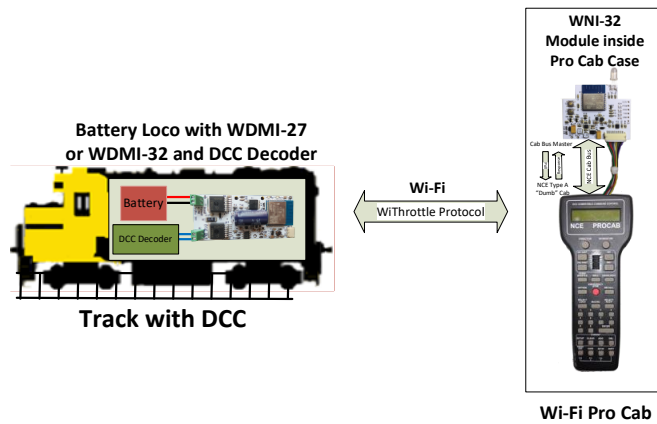 WNI-32
Module inside
Pro Cab Case
Battery Loco with WDMI-27
or WDMI-32 and DCC Decoder
Battery
DCC Decoder
Track with DCC
Wi-Fi
WiThrottle Protocol
Cab Bus Master
NCE Cab Bus
NCE Type A
"Dumb" Cab
NCE PROCAB
Wi-Fi Pro Cab